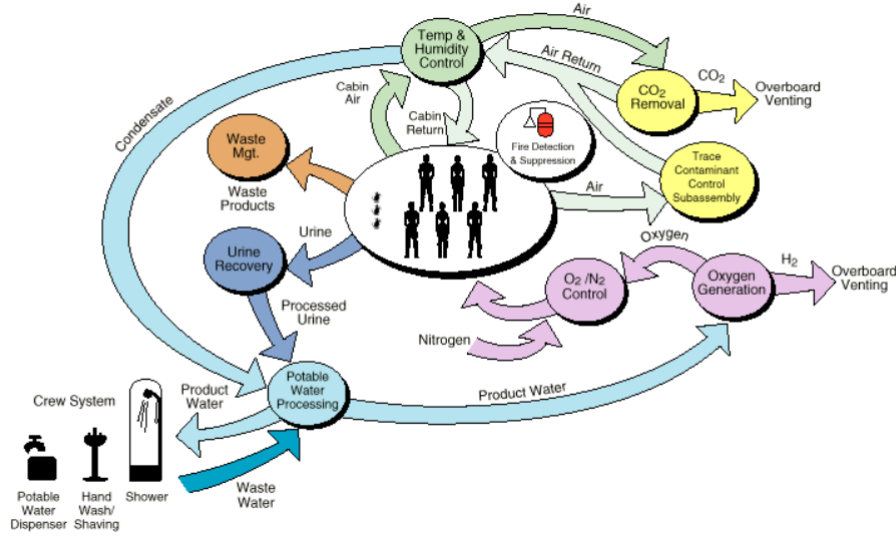 Air
Temp &
Humidity
Control
Air Return
CO2
Removal
CO2
Overboard
Venting
Cabin
Air
Cabin
Return
Condensate
Fire Detection
& Suppression
Waste
Mgt.
Waste
Products
Trace
Contaminant
Control
Subassembly
Air
Urine
Urine
Recovery
Oxygen
O2 /N2
Control
Oxygen
Generation
H2
Overboard
Venting
Processed
Urine
Nitrogen
Potable
Water
Processing
Product
Water
Product Water
Crew System
Waste
Water
Potable
Water
Dispenser
Hand
Wash/
Shaving
Shower